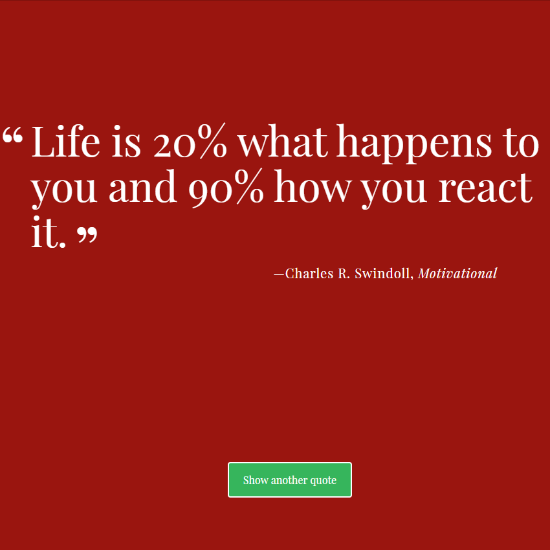 “ Life is 20% what happens to
you and 90% how you react
it. ”
—Charles R. Swindoll, Motivational
Show another quote